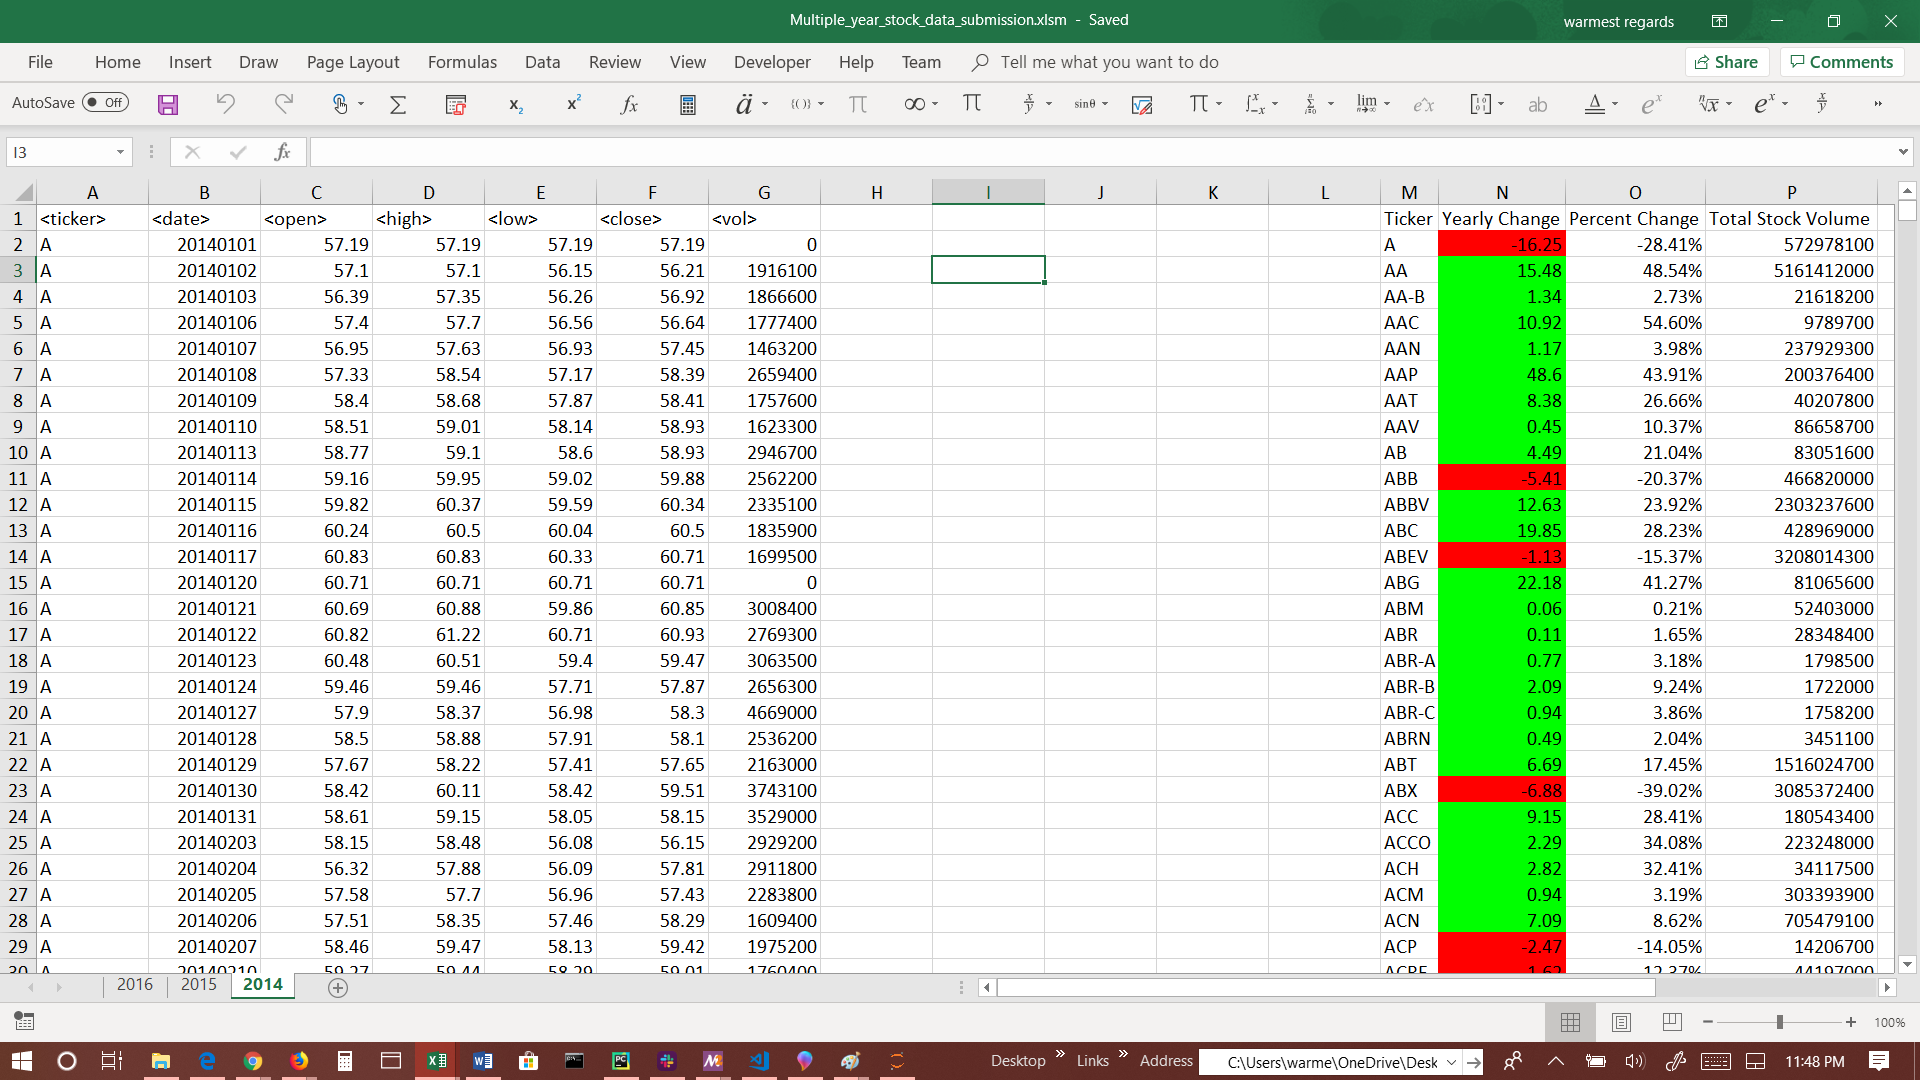 Multiple_year_stock_data_submission.xlsm - Saved
warmest regards
File Home Insert Draw Page Layout Formulas Data Review View Developer Help Team Tell me what you want to do Share Comments
AutoSave Off
I3
A B C D E F G H I J K L M N O P
1 <ticker> <date> <open> <high> <low> <close> <vol> Ticker Yearly Change Percent Change Total Stock Volume
2 A 20140101 57.19 57.19 57.19 57.19 0 A -16.25 -28.41% 572978100
3 A 20140102 57.1 57.1 56.15 56.21 1916100 AA 15.48 48.54% 5161412000
4 A 20140103 56.39 57.35 56.26 56.92 1866600 AA-B 1.34 2.73% 21618200
5 A 20140106 57.4 57.7 56.56 56.64 1777400 AAC 10.92 54.60% 9789700
6 A 20140107 56.95 57.63 56.93 57.45 1463200 AAN 1.17 3.98% 237929300
7 A 20140108 57.33 58.54 57.17 58.39 2659400 AAP 48.6 43.91% 200376400
8 A 20140109 58.4 58.68 57.87 58.41 1757600 AAT 8.38 26.66% 40207800
9 A 20140110 58.51 59.01 58.14 58.93 1623300 AAV 0.45 10.37% 86658700
10 A 20140113 58.77 59.1 58.6 58.93 2946700 AB 4.49 21.04% 83051600
11 A 20140114 59.16 59.95 59.02 59.88 2562200 ABB -5.41 -20.37% 466820000
12 A 20140115 59.82 60.37 59.59 60.34 2335100 ABBV 12.63 23.92% 2303237600
13 A 20140116 60.24 60.5 60.04 60.5 1835900 ABC 19.85 28.23% 428969000
14 A 20140117 60.83 60.83 60.33 60.71 1699500 ABEV -1.13 -15.37% 3208014300
15 A 20140120 60.71 60.71 60.71 60.71 0 ABG 22.18 41.27% 81065600
16 A 20140121 60.69 60.88 59.86 60.85 3008400 ABM 0.06 0.21% 52403000
17 A 20140122 60.82 61.22 60.71 60.93 2769300 ABR 0.11 1.65% 28348400
18 A 20140123 60.48 60.51 59.4 59.47 3063500 ABR-A 0.77 3.18% 1798500
19 A 20140124 59.46 59.46 57.71 57.87 2656300 ABR-B 2.09 9.24% 1722000
20 A 20140127 57.9 58.37 56.98 58.3 4669000 ABR-C 0.94 3.86% 1758200
21 A 20140128 58.5 58.88 57.91 58.1 2536200 ABRN 0.49 2.04% 3451100
22 A 20140129 57.67 58.22 57.41 57.65 2163000 ABT 6.69 17.45% 1516024700
23 A 20140130 58.42 60.11 58.42 59.51 3743100 ABX -6.88 -39.02% 3085372400
24 A 20140131 58.61 59.15 58.05 58.15 3529000 ACC 9.15 28.41% 180543400
25 A 20140203 58.15 58.48 56.08 56.15 2929200 ACCO 2.29 34.08% 223248000
26 A 20140204 56.32 57.88 56.09 57.81 2911800 ACH 2.82 32.41% 34117500
27 A 20140205 57.58 57.7 56.96 57.43 2283800 ACM 0.94 3.19% 303393900
28 A 20140206 57.51 58.35 57.46 58.29 1609400 ACN 7.09 8.62% 705479100
29 A 20140207 58.46 59.47 58.13 59.42 1975200 ACP -2.47 -14.05% 14206700
30 A 20140210 59.27 59.44 58.29 59.01 1760400
2016 2015 2014
100%
Desktop Links Address C:\Users\warme\OneDrive\Desk 11:48 PM